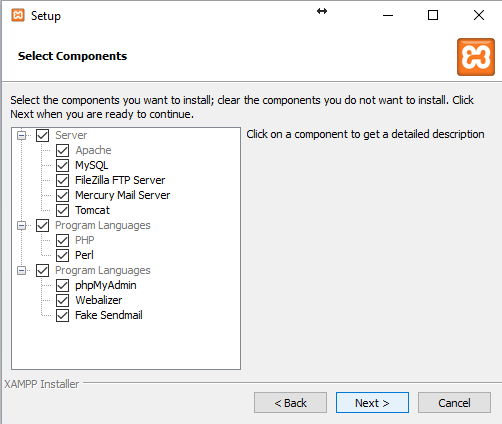 Setup
Select Components
Select the components you want to install; clear the components you do not want to install. Click
Next when you are ready to continue.
Server
Apache
MySQL
FileZilla FTP Server
Mercury Mail Server
Tomcat
Program Languages
PHP
Perl
Program Languages
phpMyAdmin
Webalizer
Fake Sendmail
Click on a component to get a detailed description
XAMPP Installer
< Back
Next >
Cancel